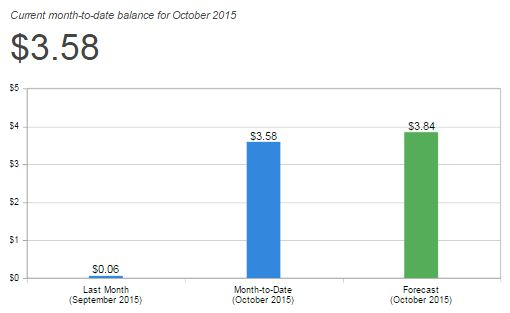 Current month-to-date balance for October 2015
$3.58
$5
$4
$3
$2
$1
$0
$0.06
$3.58
$3.84
Last Month
(September 2015)
Month-to-Date
(October 2015)
Forecast
(October 2015)